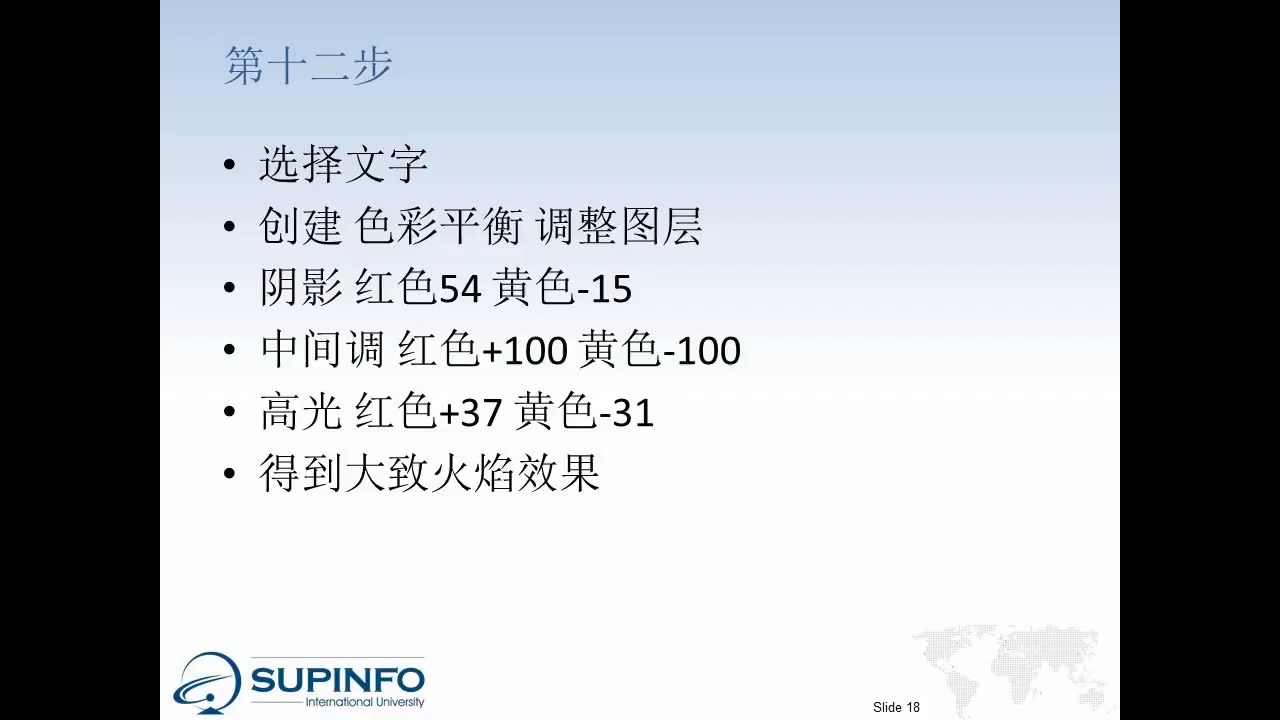 第十二步
• 选择文字
• 创建 色彩平衡 调整图层
• 阴影 红色54 黄色-15
• 中间调 红色+100 黄色-100
• 高光 红色+37 黄色-31
• 得到大致火焰效果
SUPINFO
International University
Slide 18